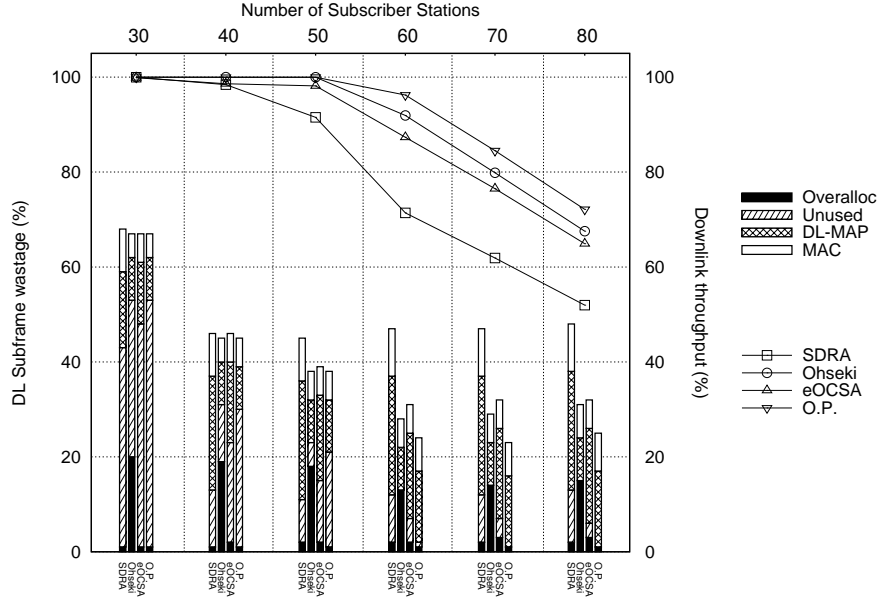 Number of Subscriber Stations
30 40 50 60 70 80
100 100
80 80
60 60
40 40
20 20
0 0
DL Subframe wastage (%)
Downlink throughput (%)
Overalloc
Unused
DL-MAP
MAC
SDRA
Ohseki
eOCSA
O.P.
SDRA
Ohseki
eOCSA
O.P.
SDRA
Ohseki
eOCSA
O.P.
SDRA
Ohseki
eOCSA
O.P.
SDRA
Ohseki
eOCSA
O.P.
SDRA
Ohseki
eOCSA
O.P.
SDRA
Ohseki
eOCSA
O.P.